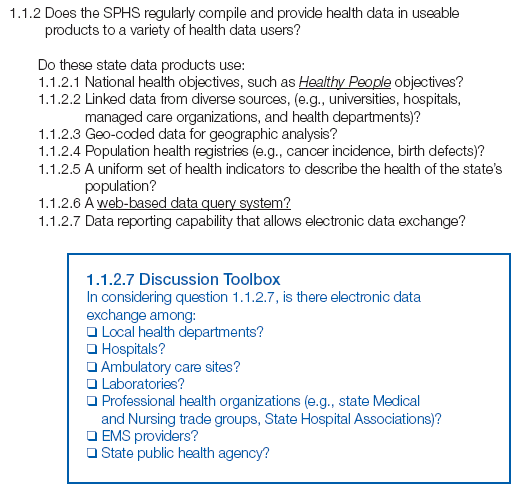 1.1.2 Does the SPHS regularly compile and provide health data in useable
products to a variety of health data users?
Do these state data products use:
1.1.2.1 National health objectives, such as Healthy People objectives?
1.1.2.2 Linked data from diverse sources, (e.g., universities, hospitals,
managed care organizations, and health departments)?
1.1.2.3 Geo-coded data for geographic analysis?
1.1.2.4 Population health registries (e.g., cancer incidence, birth defects)?
1.1.2.5 A uniform set of health indicators to describe the health of the state's
population?
1.1.2.6 A web-based data query system?
1.1.2.7 Data reporting capability that allows electronic data exchange?
1.1.2.7 Discussion Toolbox
In considering question 1.1.2.7, is there electronic data
exchange among:
❏ Local health departments?
❏ Hospitals?
❏ Ambulatory care sites?
❏ Laboratories?
❏ Professional health organizations (e.g., state Medical
and Nursing trade groups, State Hospital Associations)?
❏ EMS providers?
❏ State public health agency?